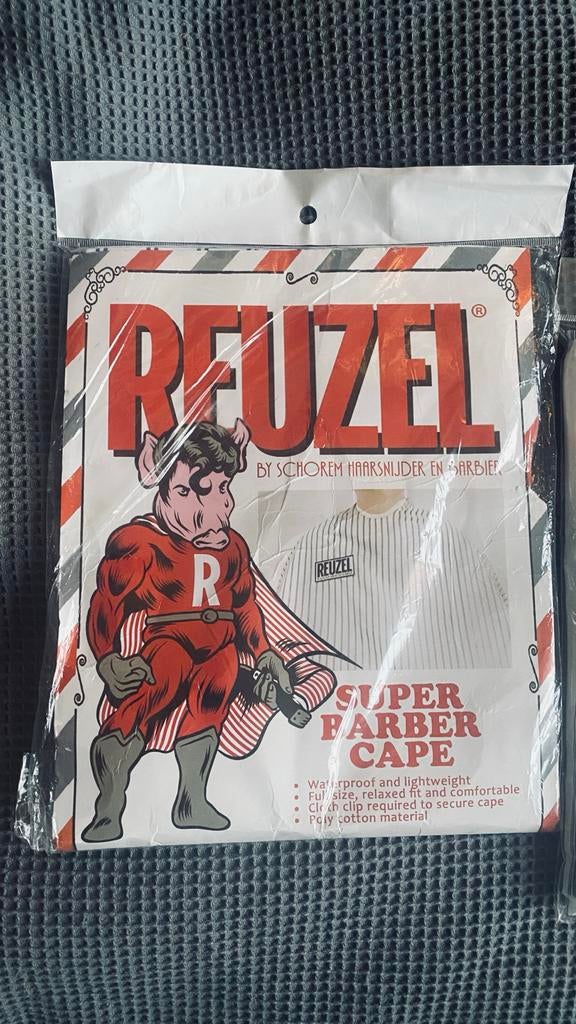 REUZEL®
BY SCHOREM HAARSNIJDER EN BARBIER
R
REUZEL
SUPER
BARBER
CAPE
• Waterproof and lightweight
• Full size, relaxed fit and comfortable
• Cloth clip required to secure cape
• Poly cotton material